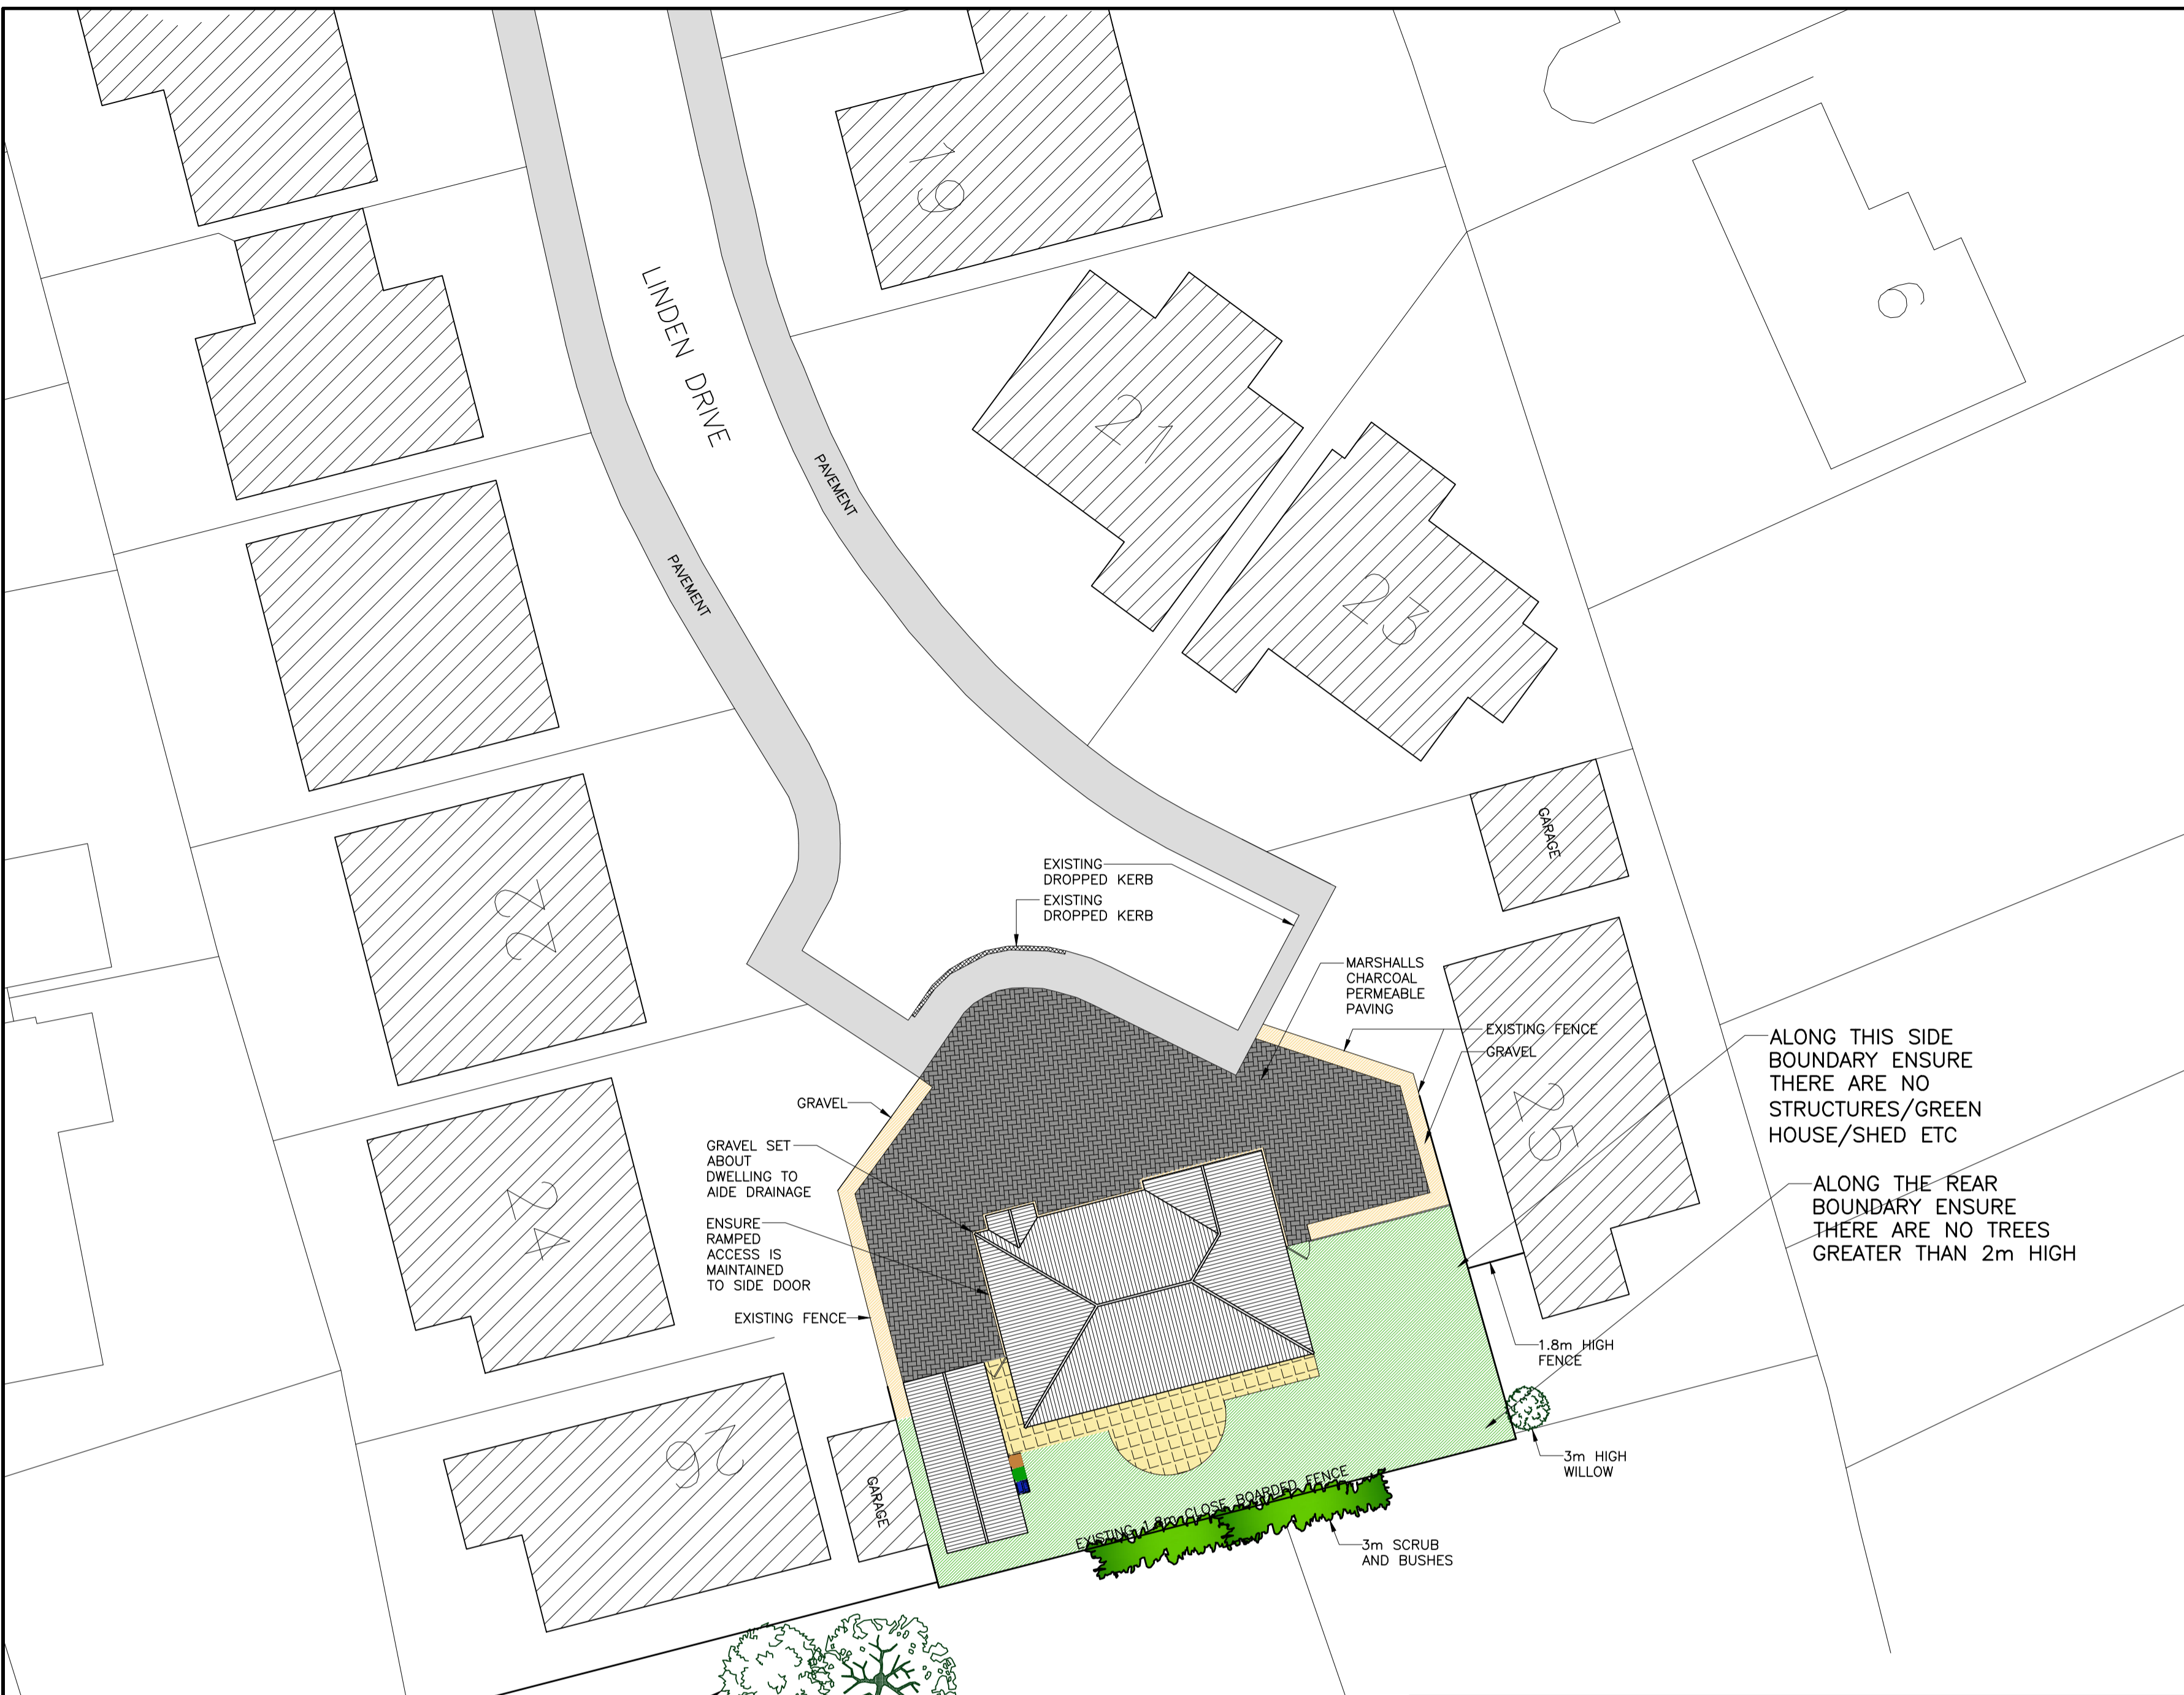 19
9
LINDEN DRIVE
21
PAVEMENT
PAVEMENT
23
GARAGE
22
EXISTING
DROPPED KERB
EXISTING
DROPPED KERB
MARSHALLS
CHARCOAL
PERMEABLE
PAVING
EXISTING FENCE
GRAVEL
ALONG THIS SIDE
BOUNDARY ENSURE
THERE ARE NO
STRUCTURES/GREEN
HOUSE/SHED ETC
25
GRAVEL
GRAVEL SET
ABOUT
DWELLING TO
AIDE DRAINAGE
24
ALONG THE REAR
BOUNDARY ENSURE
THERE ARE NO TREES
GREATER THAN 2m HIGH
ENSURE
RAMPED
ACCESS IS
MAINTAINED
TO SIDE DOOR
EXISTING FENCE
1.8m HIGH
FENCE
26
GARAGE
3m HIGH
WILLOW
EXISTING 1.8m CLOSE BOARDED FENCE
3m SCRUB
AND BUSHES